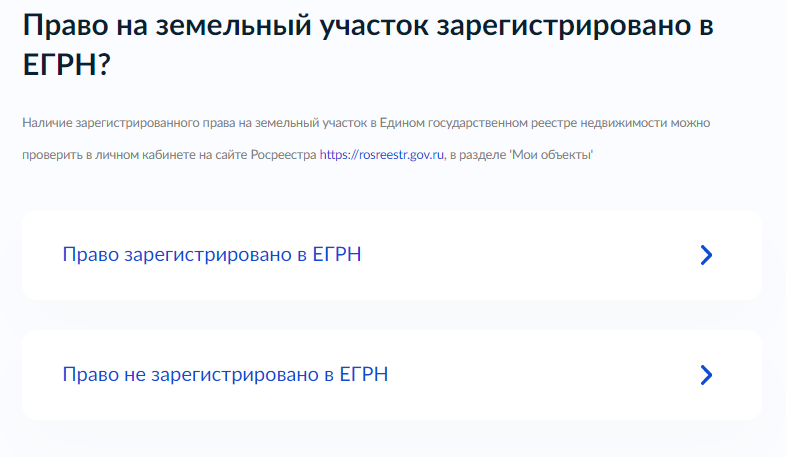 Право на земельный участок зарегистрировано в
ЕГРН?
Наличие зарегистрированного права на земельный участок в Едином государственном реестре недвижимости можно
проверить в личном кабинете на сайте Росреестра https://rosreestr.gov.ru, в разделе 'Мои объекты'
Право зарегистрировано в ЕГРН
Право не зарегистрировано в ЕГРН